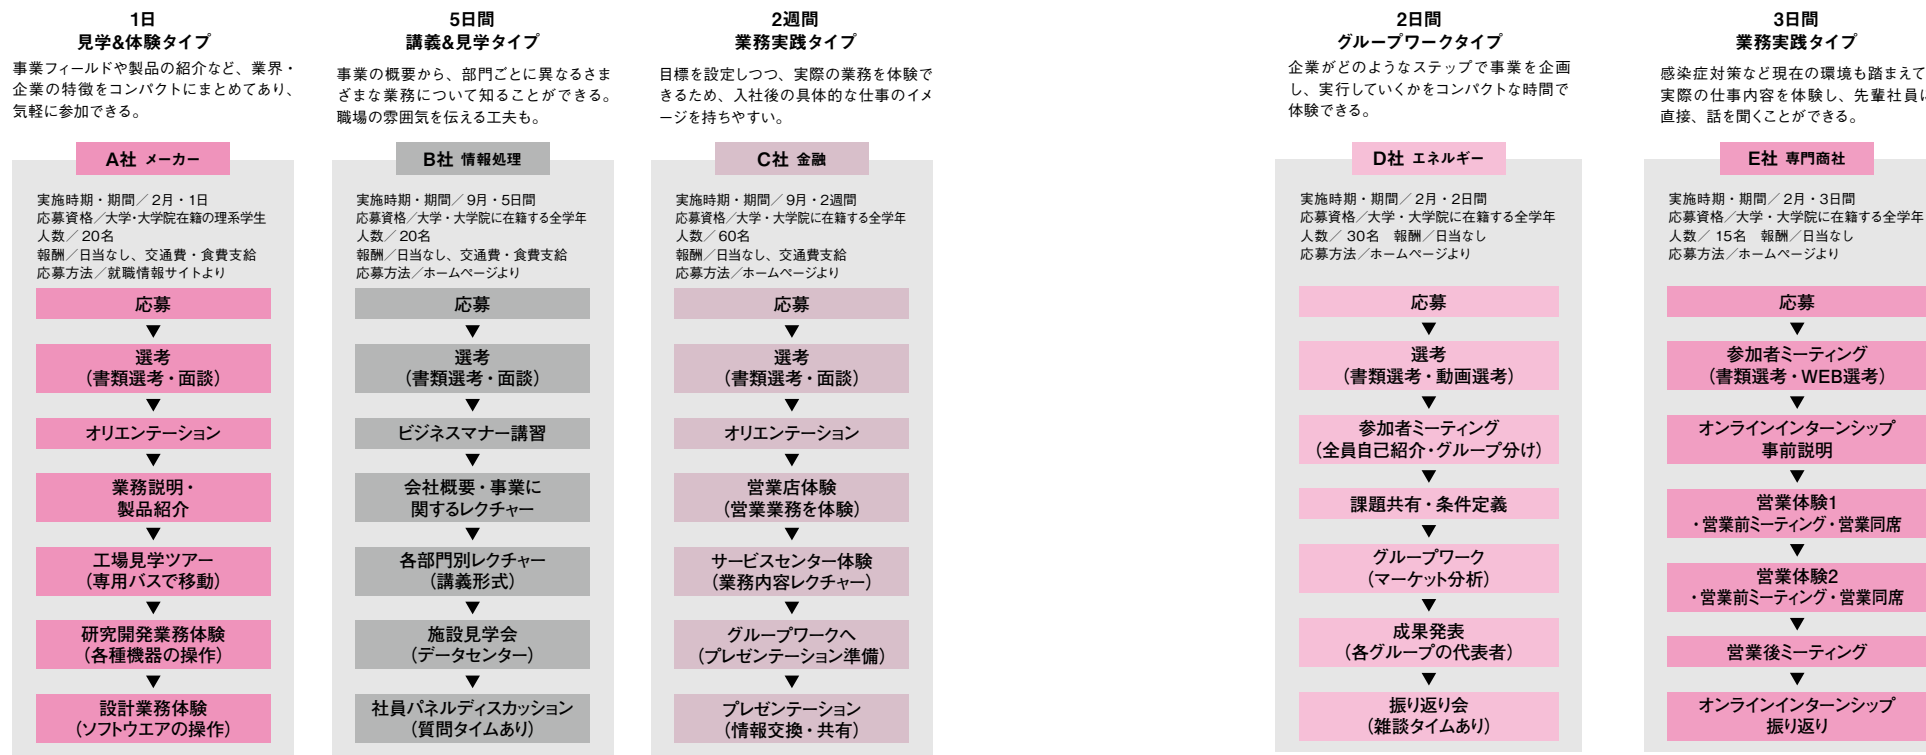 1日
見学&体験タイプ
事業フィールドや製品の紹介など、業界・
企業の特徴をコンパクトにまとめてあり、
気軽に参加できる。
A社 メーカー
実施時期・期間／2月・1日
応募資格／大学・大学院在籍の理系学生
人数／20名
報酬／日当なし、交通費・食費支給
応募方法／就職情報サイトより
応募
▼
選考
（書類選考・面談）
▼
オリエンテーション
▼
業務説明・
製品紹介
▼
工場見学ツアー
（専用バスで移動）
▼
研究開発業務体験
（各種機器の操作）
▼
設計業務体験
（ソフトウエアの操作）
5日間
講義&見学タイプ
事業の概要から、部門ごとに異なるさま
ざまな業務について知ることができる。
職場の雰囲気を伝える工夫も。
B社 情報処理
実施時期・期間／9月・5日間
応募資格／大学・大学院に在籍する全学年
人数／20名
報酬／日当なし、交通費・食費支給
応募方法／ホームページより
応募
▼
選考
（書類選考・面談）
▼
ビジネスマナー講習
▼
会社概要・事業に
関するレクチャー
▼
各部門別レクチャー
（講義形式）
▼
施設見学会
（データセンター）
▼
社員パネルディスカッション
（質問タイムあり）
2週間
業務実践タイプ
目標を設定しつつ、実際の業務を体験で
きるため、入社後の具体的な仕事のイメ
ージを持ちやすい。
C社 金融
実施時期・期間／9月・2週間
応募資格／大学・大学院に在籍する全学年
人数／60名
報酬／日当なし、交通費支給
応募方法／ホームページより
応募
▼
選考
（書類選考・面談）
▼
オリエンテーション
▼
営業店体験
（営業業務を体験）
▼
サービスセンター体験
（業務内容レクチャー）
▼
グループワークへ
（プレゼンテーション準備）
▼
プレゼンテーション
（情報交換・共有）
2日間
グループワークタイプ
企業がどのようなステップで事業を企画
し、実行していくかをコンパクトな時間で
体験できる。
D社 エネルギー
実施時期・期間／2月・2日間
応募資格／大学・大学院に在籍する全学年
人数／30名　報酬／日当なし
応募方法／ホームページより
応募
▼
選考
（書類選考・動画選考）
▼
参加者ミーティング
（全員自己紹介・グループ分け）
▼
課題共有・条件定義
▼
グループワーク
（マーケット分析）
▼
成果発表
（各グループの代表者）
▼
振り返り会
（雑談タイムあり）
3日間
業務実践タイプ
感染症対策など現在の環境も踏まえて
実際の仕事内容を体験し、先輩社員に
直接、話を聞くことができる。
E社 専門商社
実施時期・期間／2月・3日間
応募資格／大学・大学院に在籍する全学年
人数／15名　報酬／日当なし
応募方法／ホームページより
応募
▼
参加者ミーティング
（書類選考・WEB選考）
▼
オンラインインターンシップ
事前説明
▼
営業体験1
・営業前ミーティング・営業同席
▼
営業体験2
・営業前ミーティング・営業同席
▼
営業後ミーティング
▼
オンラインインターンシップ
振り返り